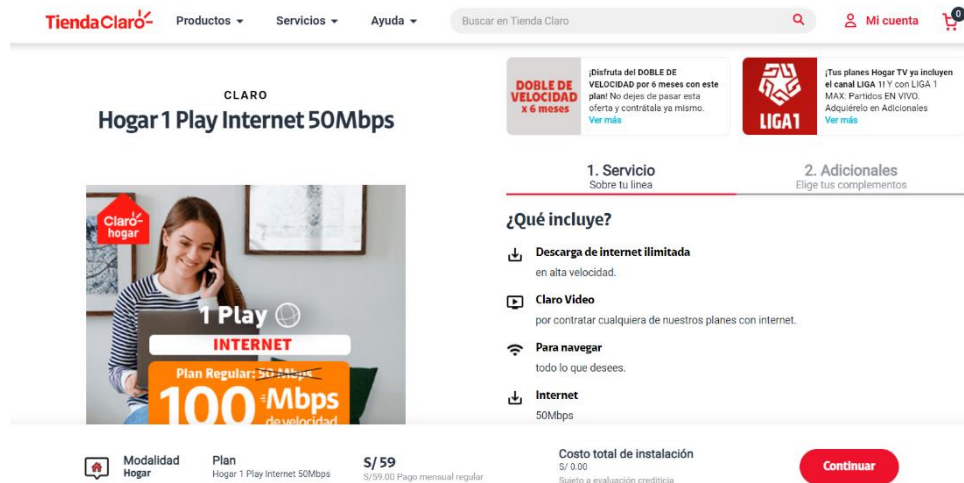 TiendaClaro
Productos
Servicios
Ayuda
Buscar en Tienda Claro
Mi cuenta
0
CLARO
Hogar 1 Play Internet 50Mbps
Claro
hogar
1 Play
INTERNET
Plan Regular: 50 Mbps
100 Mbps
de velocidad
DOBLE DE
VELOCIDAD
x 6 meses
¡Disfruta del DOBLE DE
VELOCIDAD por 6 meses con este
plan! No dejes de pasar esta
oferta y contrátala ya mismo.
Ver más
LIGA1
¡Tus planes Hogar TV ya incluyen
el canal LIGA 1! Y con LIGA 1
MAX: Partidos EN VIVO.
Adquiérelo en Adicionales
Ver más
1. Servicio
Sobre tu linea
2. Adicionales
Elige tus complementos
¿Qué incluye?
Descarga de internet ilimitada
en alta velocidad.
Claro Video
por contratar cualquiera de nuestros planes con internet.
Para navegar
todo lo que desees.
Internet
50Mbps
Modalidad
Hogar
Plan
Hogar 1 Play Internet 50Mbps
S/ 59
S/59.00 Pago mensual regular
Costo total de instalación
S/ 0.00
Sujeto a evaluación crediticia
Continuar